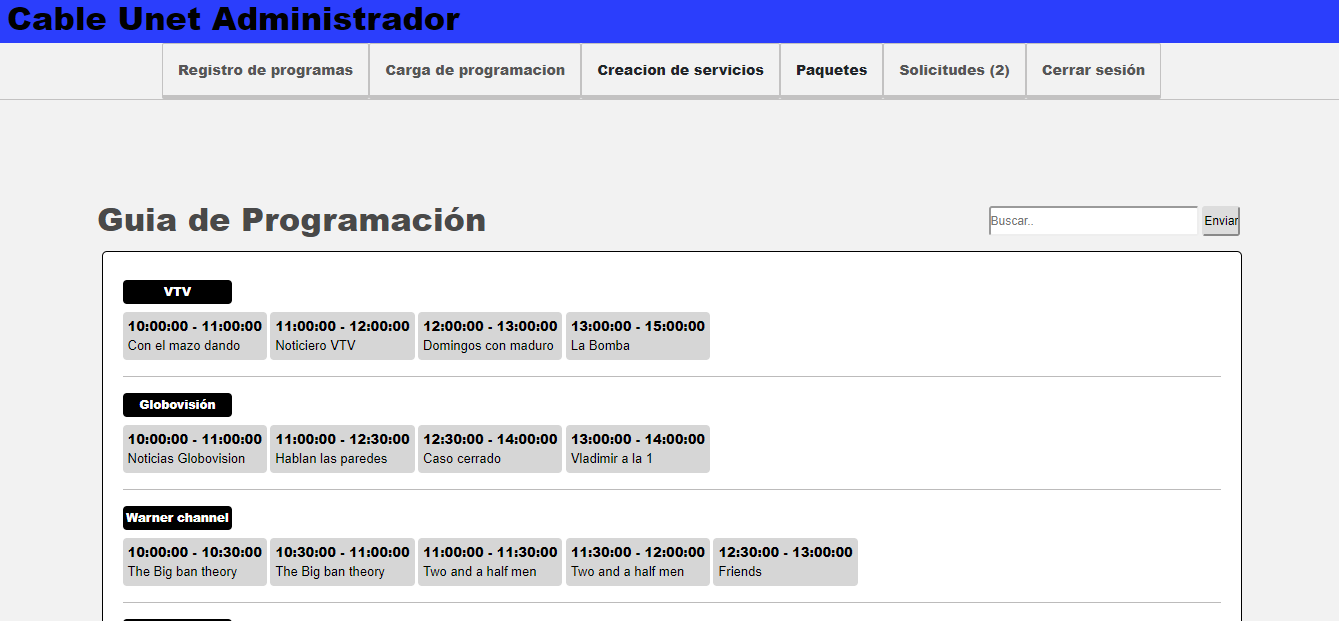 Cable Unet Administrador
Registro de programas Carga de programacion Creacion de servicios Paquetes Solicitudes (2) Cerrar sesión
Guia de Programación Buscar.. Enviar
VTV
10:00:00 - 11:00:00 11:00:00 - 12:00:00 12:00:00 - 13:00:00 13:00:00 - 15:00:00
Con el mazo dando Noticiero VTV Domingos con maduro La Bomba
Globovisión
10:00:00 - 11:00:00 11:00:00 - 12:30:00 12:30:00 - 14:00:00 13:00:00 - 14:00:00
Noticias Globovision Hablan las paredes Caso cerrado Vladimir a la 1
Warner channel
10:00:00 - 10:30:00 10:30:00 - 11:00:00 11:00:00 - 11:30:00 11:30:00 - 12:00:00 12:30:00 - 13:00:00
The Big ban theory The Big ban theory Two and a half men Two and a half men Friends